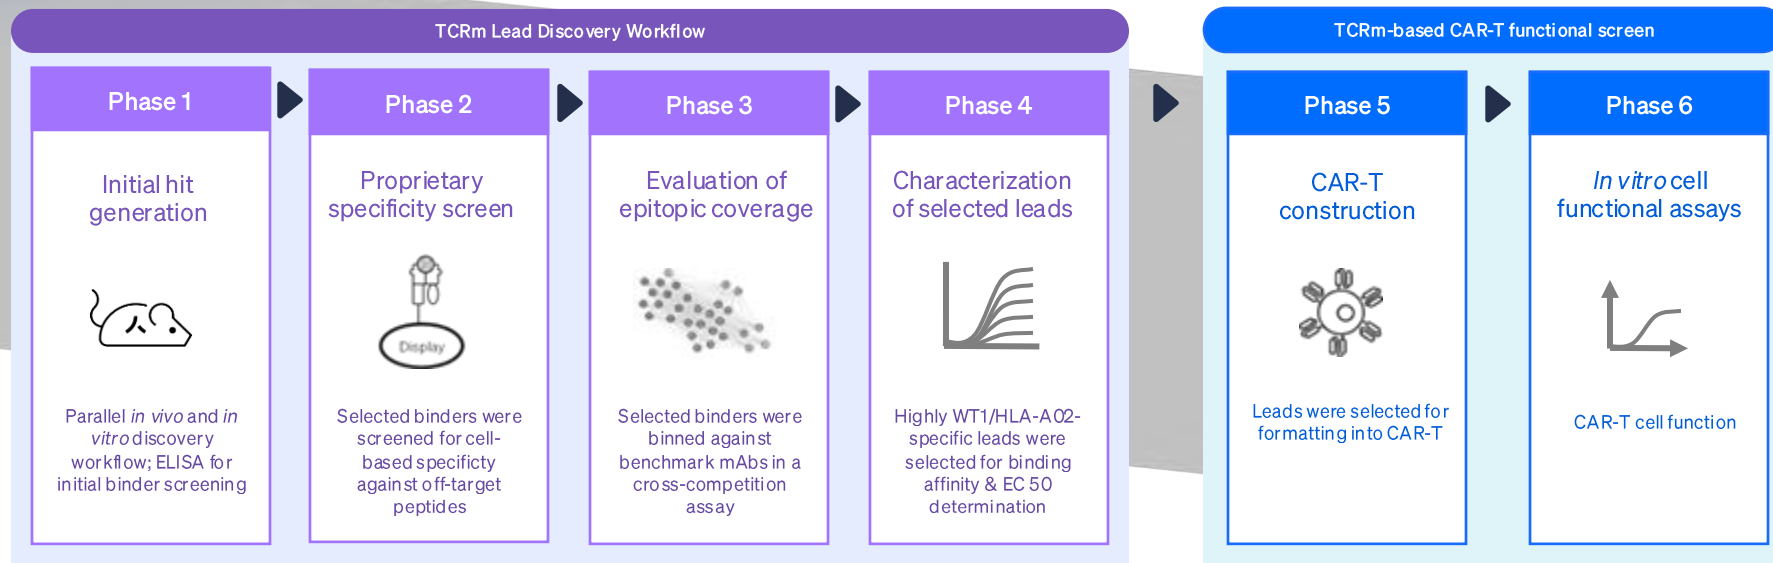 TCRm Lead Discovery Workflow
TCRm-based CAR-T functional screen
Phase 1
Initial hit
generation
Parallel in vivo and in
vitro discovery
workflow; ELISA for
initial binder screening
Phase 2
Proprietary
specificity screen
Display
Selected binders were
screened for cell-
based specificty
against off-target
peptides
Phase 3
Evaluation of
epitopic coverage
Selected binders were
binned against
benchmark mAbs in a
cross-competition
assay
Phase 4
Characterization
of selected leads
Highly WT1/HLA-A02-
specific leads were
selected for binding
affinity & EC 50
determination
Phase 5
CAR-T
construction
Leads were selected for
formatting into CAR-T
Phase 6
In vitro cell
functional assays
CAR-T cell function